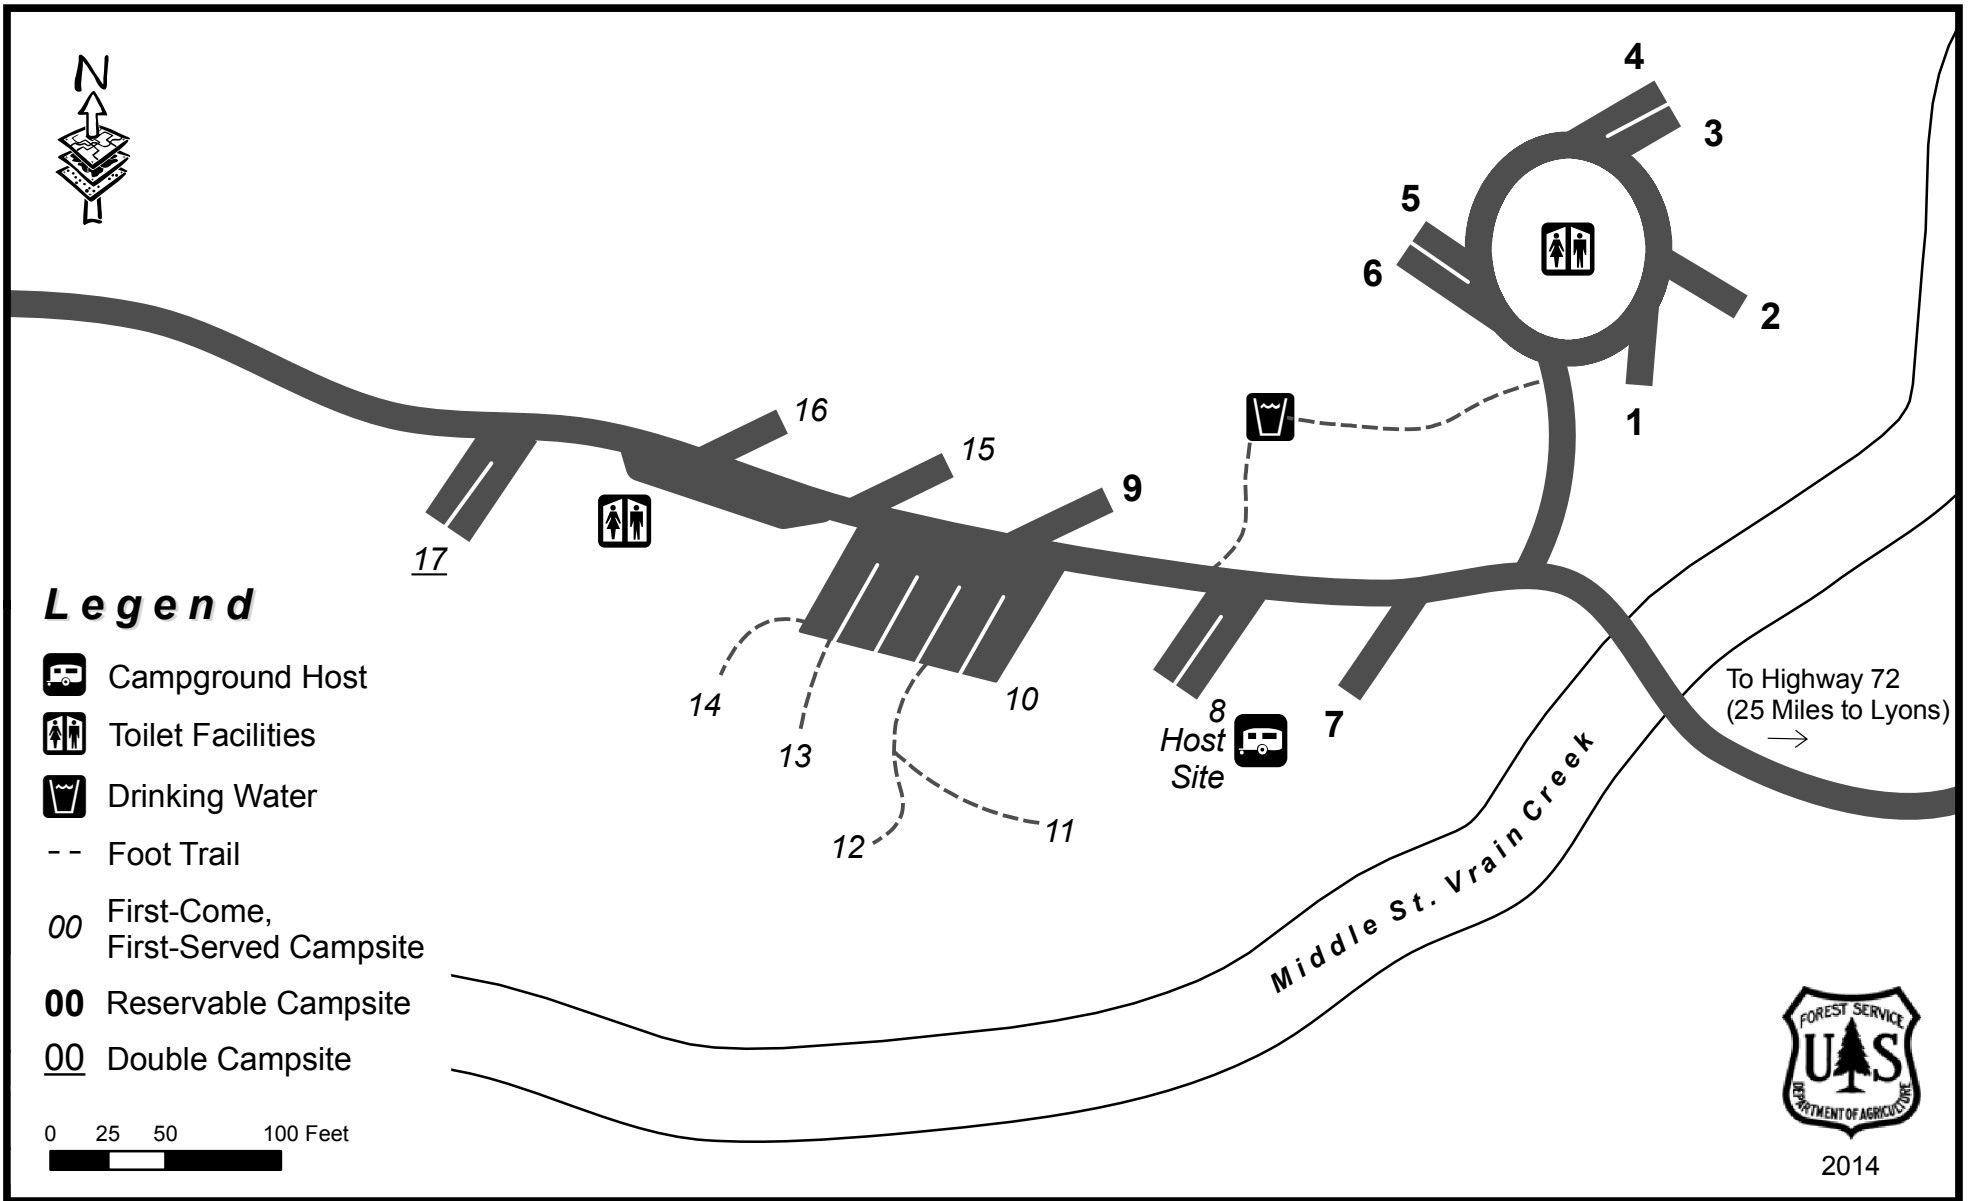 N
4
3
5
6
2
1
16
15
9
17
14
13
10
12
11
8
Host
Site
7
To Highway 72
(25 Miles to Lyons)
Middle St. Vrain Creek
Legend
Campground Host
Toilet Facilities
Drinking Water
Foot Trail
00 First-Come,
First-Served Campsite
00 Reservable Campsite
00 Double Campsite
0 25 50 100 Feet
FOREST SERVICE
U S
DEPARTMENT OF AGRICULTURE
2014